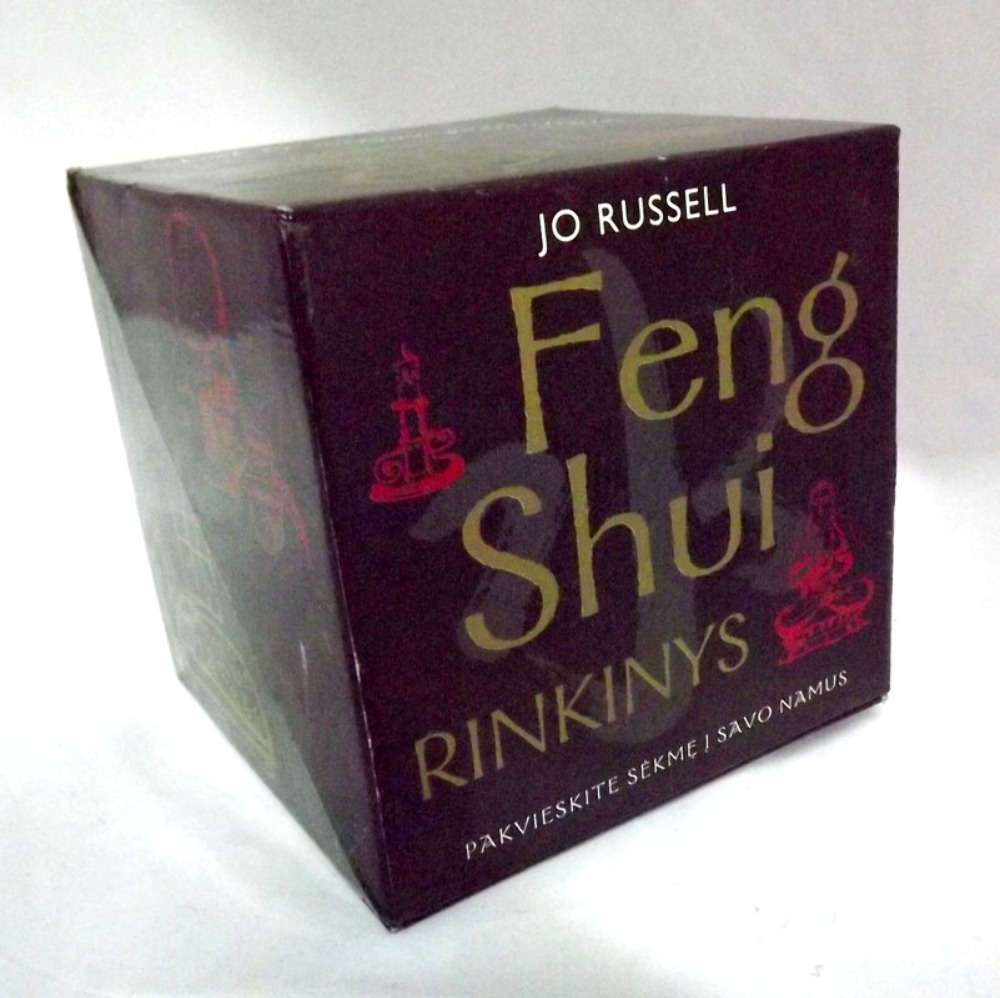 JO RUSSELL
Feng
Shui
RINKINYS
PAKVIESKITE SĖKMĘ Į SAVO NAMUS